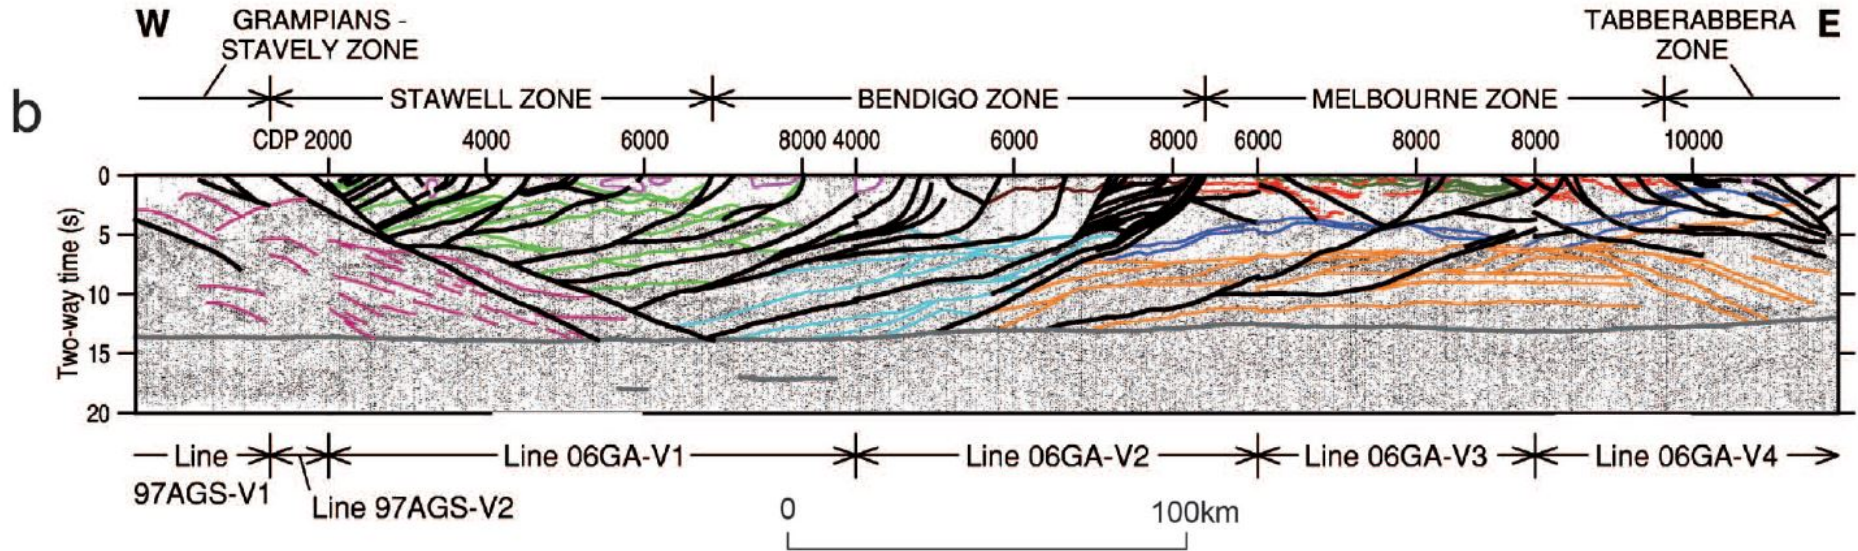 W
GRAMPIANS -
STAVELY ZONE
TABBERABBERA
ZONE
E
b
STAWELL ZONE
BENDIGO ZONE
MELBOURNE ZONE
CDP 2000 4000 6000 8000 4000 6000 8000 6000 8000 8000 10000
Two-way time (s)
0
5
10
15
20
Line
97AGS-V1
Line 97AGS-V2
Line 06GA-V1
Line 06GA-V2
Line 06GA-V3
Line 06GA-V4
0 100km